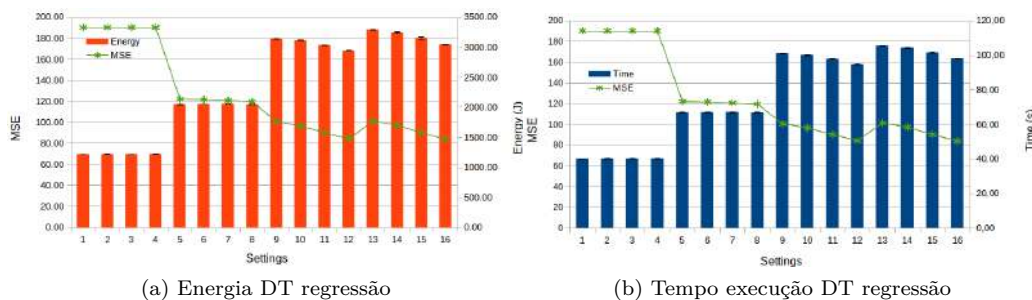 200.00
180.00
160.00
140.00
120.00
100.00
80.00
60.00
40.00
20.00
0.00
MSE
Energy
MSE
3500.00
3000.00
2500.00
2000.00
1500.00
1000.00
500.00
0.00
Energy (J)
1 2 3 4 5 6 7 8 9 10 11 12 13 14 15 16
Settings
(a) Energia DT regressão
200
180
160
140
120
100
80
60
40
20
0
MSE
Time
MSE
120.00
100.00
80.00
60.00
40.00
20.00
0,00
Time (s)
1 2 3 4 5 6 7 8 9 10 11 12 13 14 15 16
Settings
(b) Tempo execução DT regressão